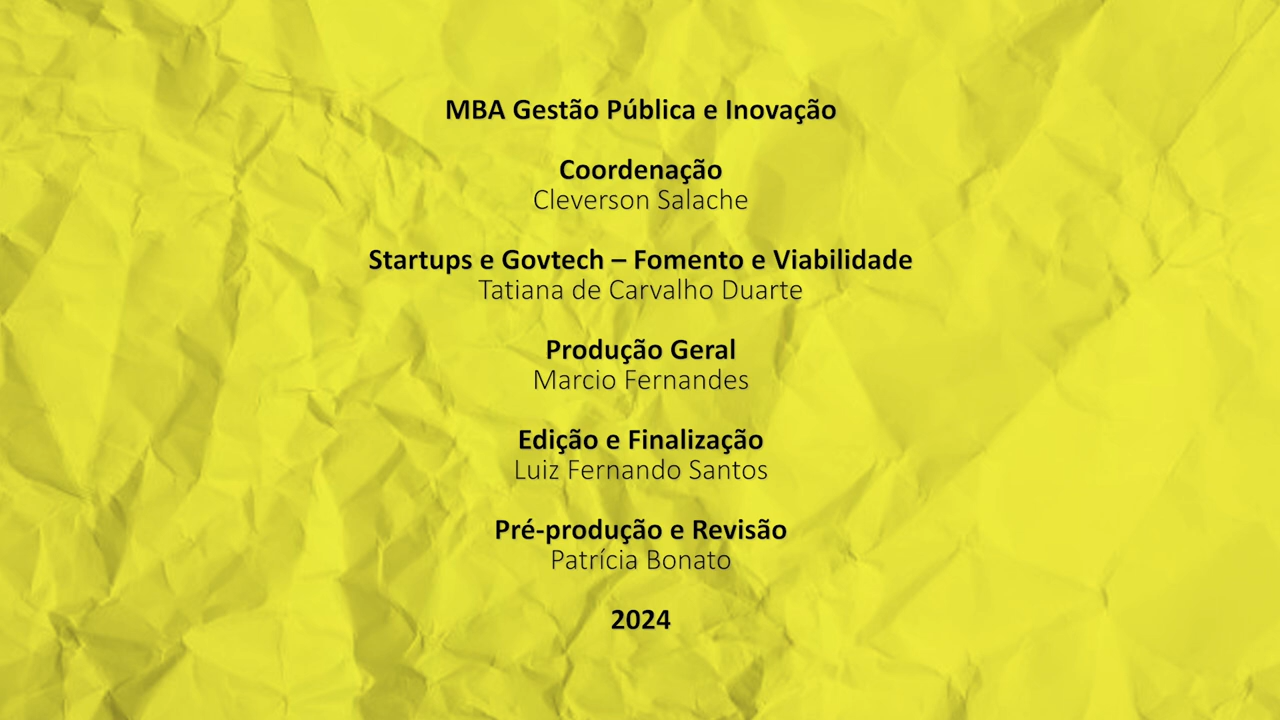 MBA Gestão Pública e Inovação
Coordenação
Cleverson Salache
Startups e Govtech – Fomento e Viabilidade
Tatiana de Carvalho Duarte
Produção Geral
Marcio Fernandes
Edição e Finalização
Luiz Fernando Santos
Pré-produção e Revisão
Patrícia Bonato
2024